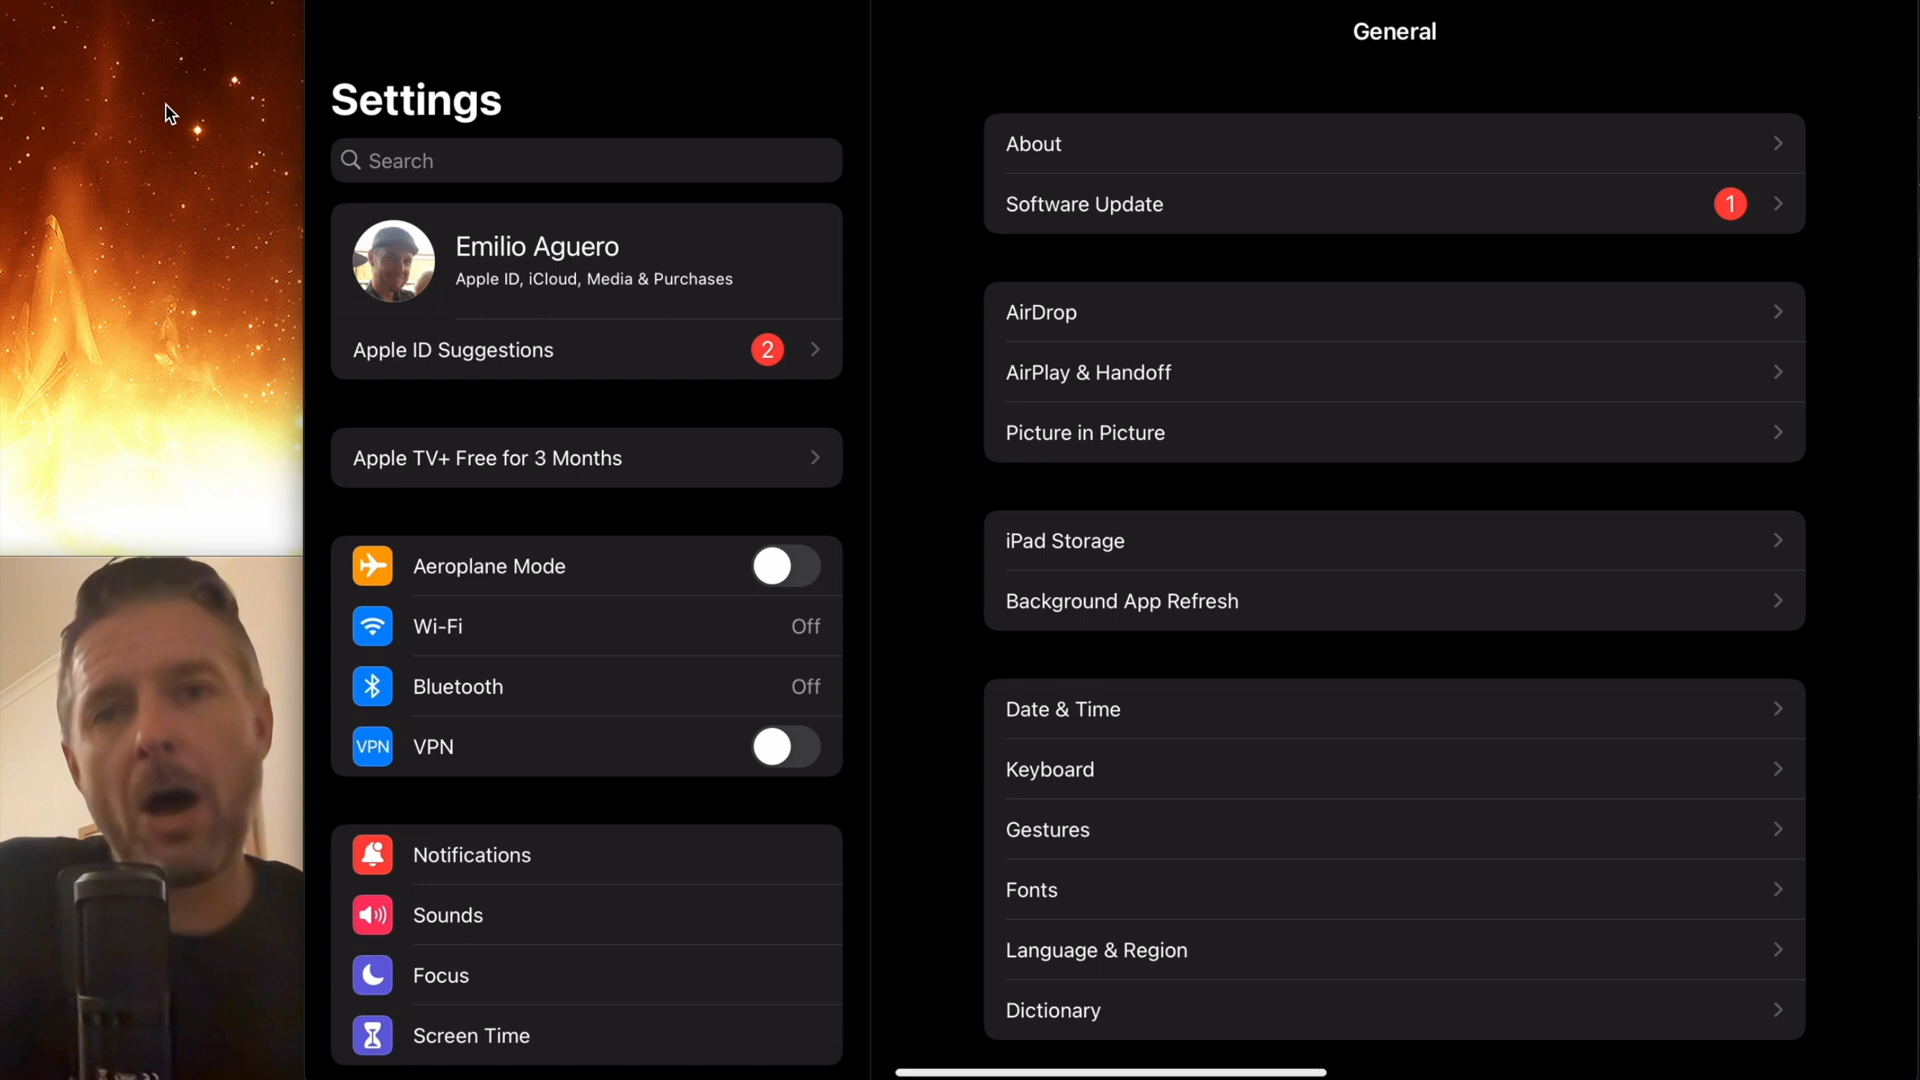 Settings
Search
Emilio Aguero
Apple ID, iCloud, Media & Purchases
Apple ID Suggestions
2
Apple TV+ Free for 3 Months
Aeroplane Mode
Wi-Fi
Off
Bluetooth
Off
VPN
VPN
Notifications
Sounds
Focus
Screen Time
General
About
Software Update
1
AirDrop
AirPlay & Handoff
Picture in Picture
iPad Storage
Background App Refresh
Date & Time
Keyboard
Gestures
Fonts
Language & Region
Dictionary